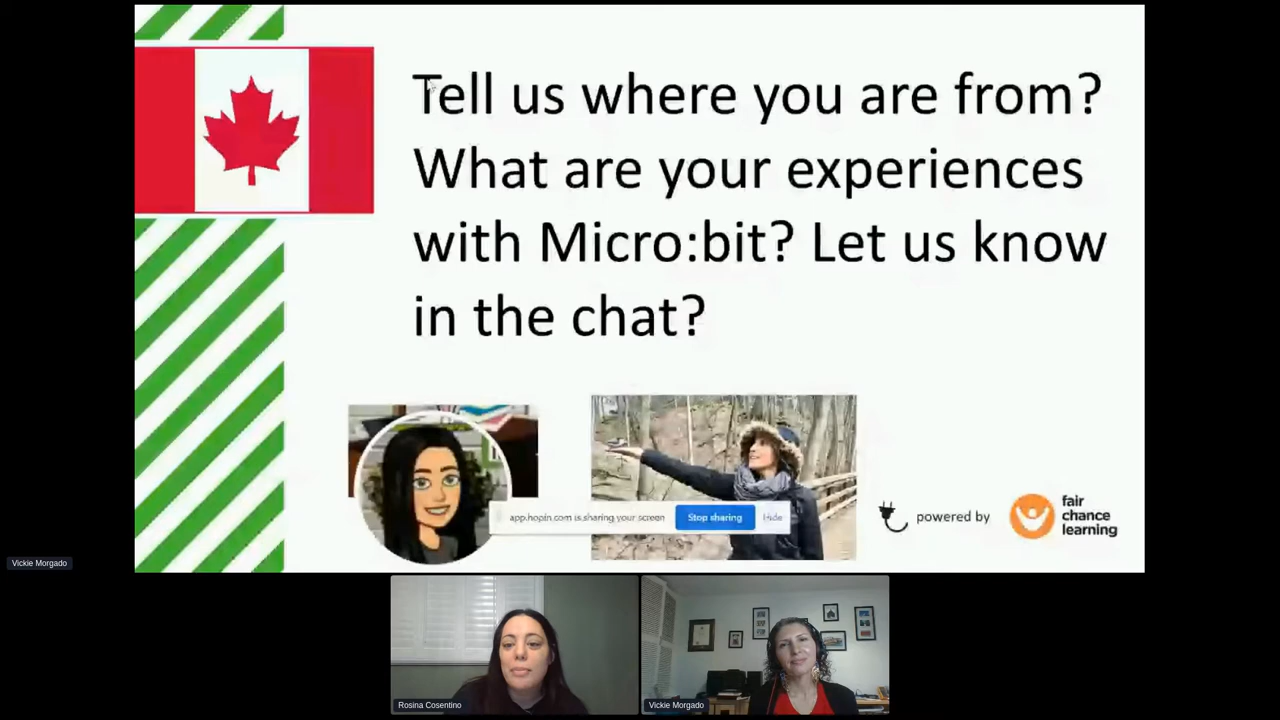 Tell us where you are from?
What are your experiences
with Micro:bit? Let us know
in the chat?
app.hopin.com is sharing your screen
Stop sharing
Hide
powered by
fair
chance
learning
Vickie Morgado
Rosina Cosentino
Vickie Morgado